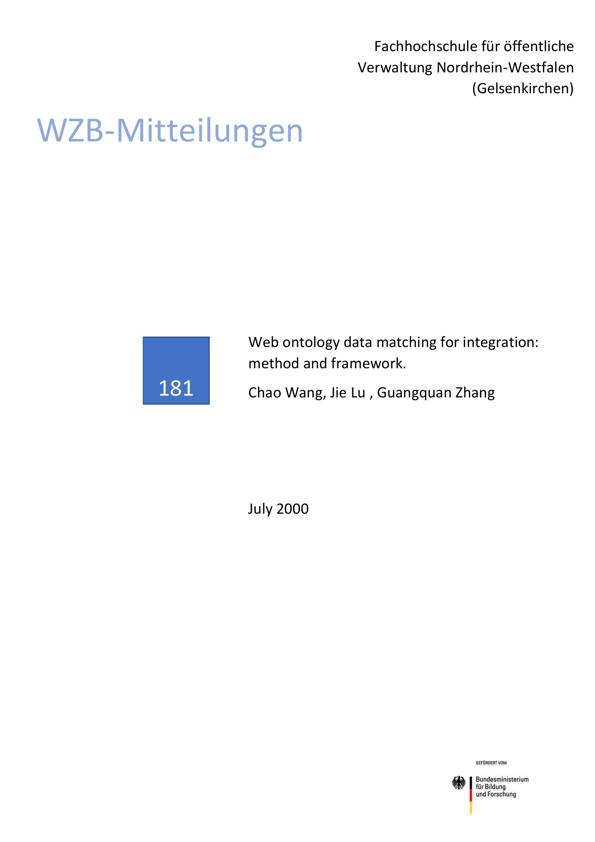 Fachhochschule für öffentliche
Verwaltung Nordrhein-Westfalen
(Gelsenkirchen)
WZB-Mitteilungen
181
Web ontology data matching for integration:
method and framework.
Chao Wang, Jie Lu , Guangquan Zhang
July 2000
GEFÖRDERT VOM
Bundesministerium
für Bildung
und Forschung